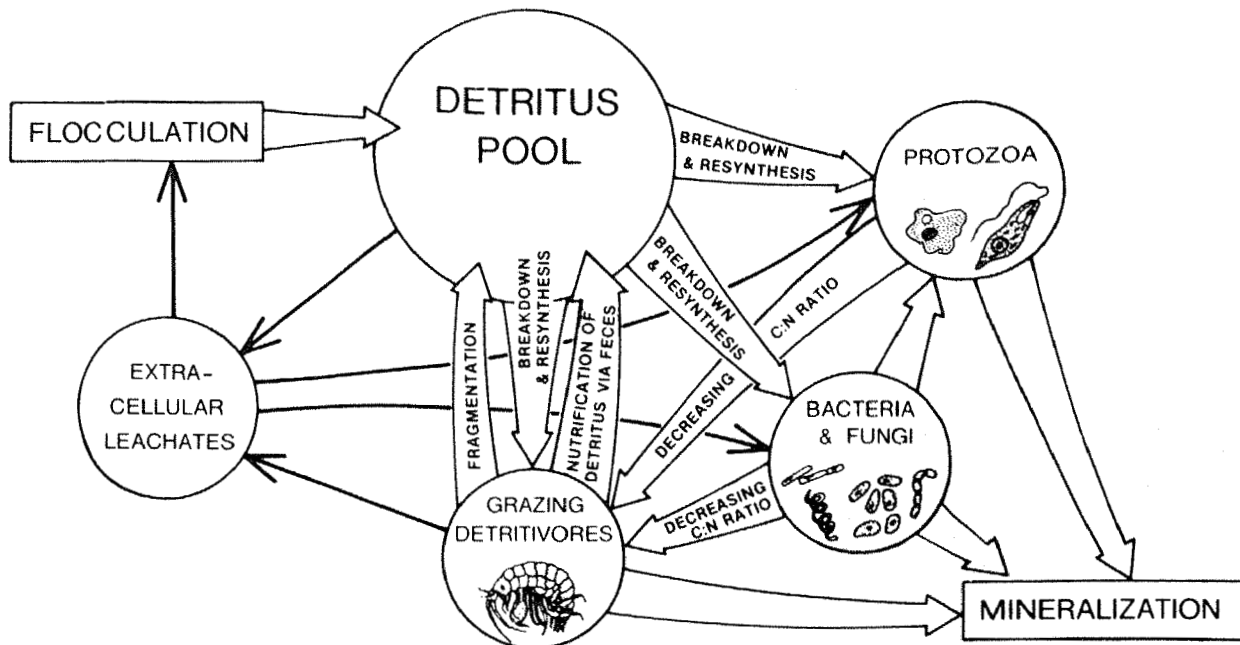 DETRITUS
POOL
FLOCCULATION
BREAKDOWN
& RESYNTHESIS
PROTOZOA
BREAKDOWN
& RESYNTHESIS
C:N RATIO
DECREASING
EXTRA-
CELLULAR
LEACHATES
FRAGMENTATION
BREAKDOWN
& RESYNTHESIS
NUTRIFICATION OF
DETRITUS VIA FECES
BACTERIA
& FUNGI
DECREASING
C:N RATIO
GRAZING
DETRITIVORES
MINERALIZATION